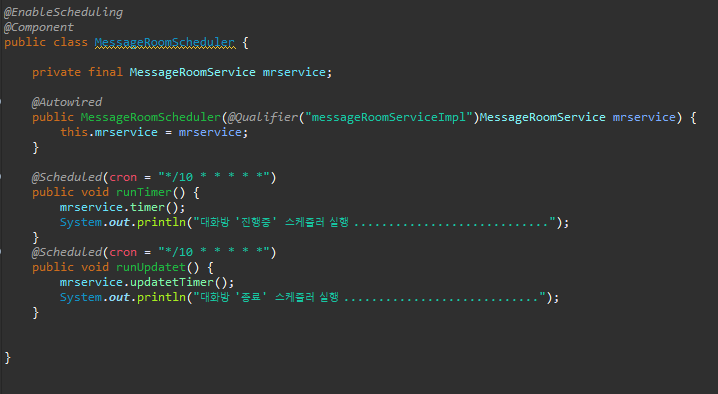 @EnableScheduling
@Component
public class MessageRoomScheduler {
private final MessageRoomService mrservice;
@Autowired
public MessageRoomScheduler(@Qualifier("messageRoomServiceImpl")MessageRoomService mrservice) {
this.mrservice = mrservice;
}
@Scheduled(cron = "*/10 * * * * *")
public void runTimer() {
mrservice.timer();
System.out.println("대화방 '진행중' 스케줄러 실행 ............................");
}
@Scheduled(cron = "*/10 * * * * *")
public void runUpdatet() {
mrservice.updatetTimer();
System.out.println("대화방 '종료' 스케줄러 실행 ............................");
}
}